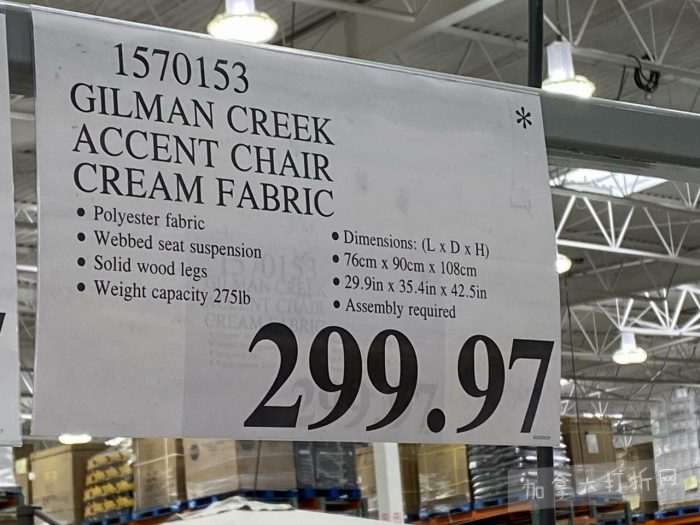 1570153
*
GILMAN CREEK
ACCENT CHAIR
CREAM FABRIC
• Polyester fabric
• Webbed seat suspension
• Solid wood legs
• Weight capacity 275lb
• Dimensions: (L x D x H)
• 76cm x 90cm x 108cm
• 29.9in x 35.4in x 42.5in
• Assembly required
299.97
加拿大打折网